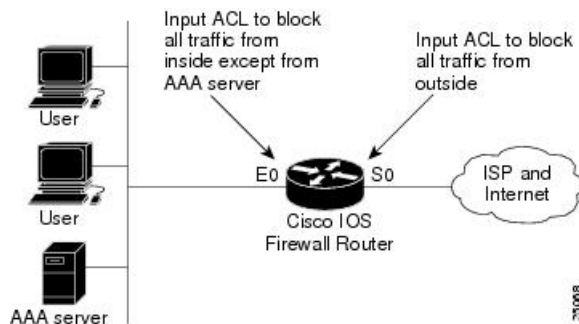 Input ACL to block
all traffic from
inside except from
AAA server
Input ACL to block
all traffic from
outside
User
User
AAA server
E0
S0
Cisco IOS
Firewall Router
ISP and
Internet
23068